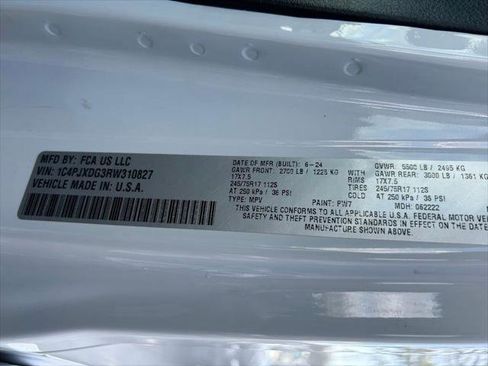 MFD BY: FCA US LLC
VIN: 1C4PJXDG3RW310827
VEHICLE MADE IN: U.S.A.
DATE OF MFR (BUILT) 6-24
GAWR FRONT: 2700 LB / 1225 KG
17X7.5
245/75R17 112S
AT 250 kPa / 36 PSI
TYPE: MPV
PAINT: PW7
THIS VEHICLE CONFORMS TO ALL APPLICABLE U.S.A. FEDERAL MOTOR
SAFETY AND THEFT PREVENTION STANDARDS IN EFFECT ON THE DATE OF
MANUFACTURE SHOWN ABOVE.
GVWR: 5500 LB / 2495 KG
GAWR REAR: 3000 LB / 1361 KG
RIMS 17X7.5
TIRES 245/75R17 112S
COLD AT 250 kPa / 36 PSI
MDH: 062222